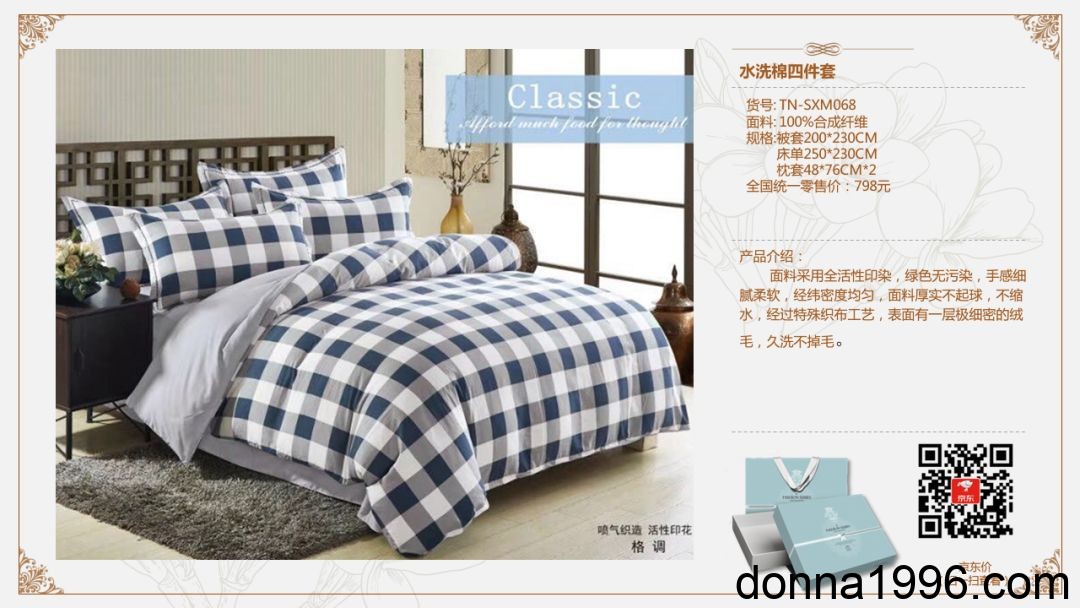 Classic
Afford much food for thought
喷气织造 活性印花
格 调
水洗棉四件套
货号: TN-SXM068
面料: 100%合成纤维
规格:被套200*230CM
床单250*230CM
枕套48*76CM*2
全国统一零售价：798元
产品介绍：
面料采用全活性印染，绿色无污染，手感细
腻柔软，经纬密度均匀，面料厚实不起球，不缩
水，经过特殊织布工艺，表面有一层极细密的绒
毛，久洗不掉毛。
京东
京东价
扫查看
donna1996.com